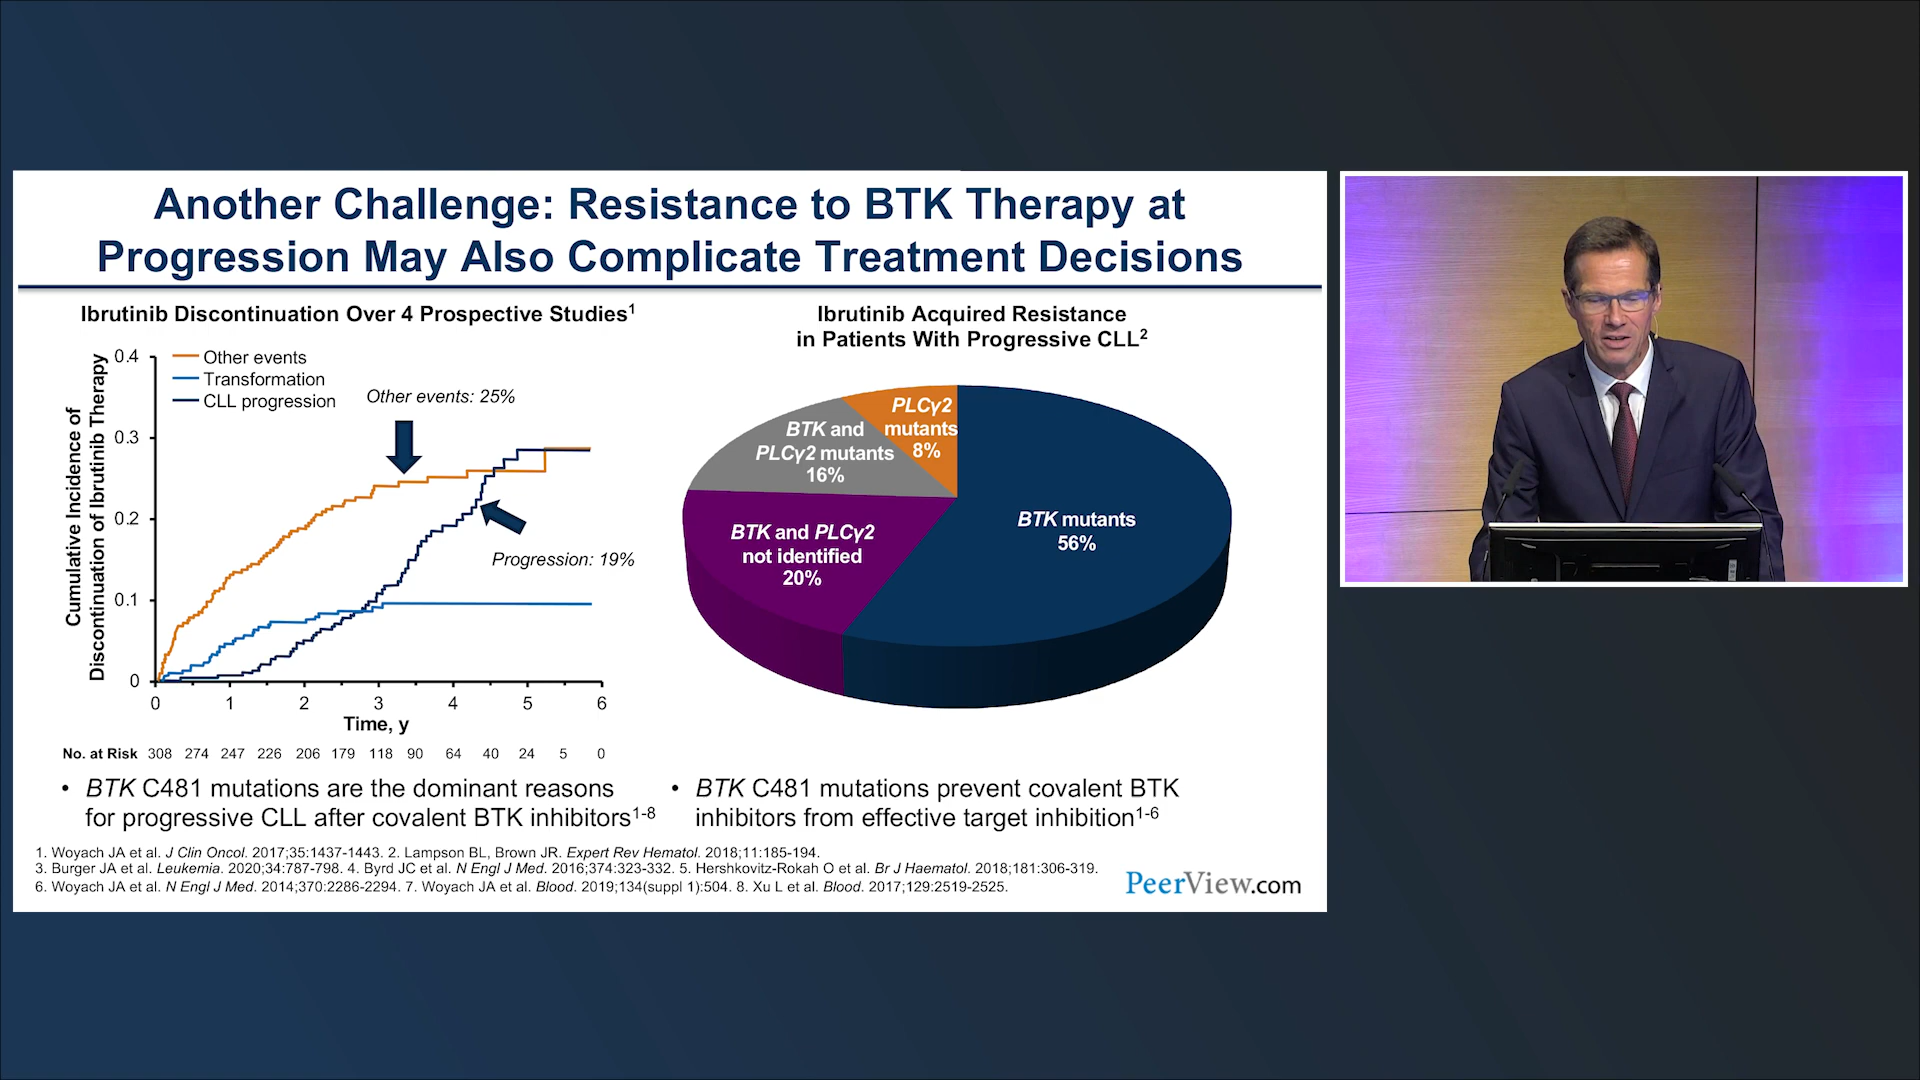 Another Challenge: Resistance to BTK Therapy at
Progression May Also Complicate Treatment Decisions
Ibrutinib Discontinuation Over 4 Prospective Studies1
Cumulative Incidence of
Discontinuation of Ibrutinib Therapy
0.4
0.3
0.2
0.1
0
Other events
Transformation
CLL progression
Other events: 25%
Progression: 19%
0 1 2 3 4 5 6
Time, y
No. at Risk 308 274 247 226 206 179 118 90 64 40 24 5 0
• BTK C481 mutations are the dominant reasons
for progressive CLL after covalent BTK inhibitors1-8
Ibrutinib Acquired Resistance
in Patients With Progressive CLL2
PLCγ2
mutants
8%
BTK and
PLCγ2 mutants
16%
BTK and PLCγ2
not identified
20%
BTK mutants
56%
• BTK C481 mutations prevent covalent BTK
inhibitors from effective target inhibition1-6
1. Woyach JA et al. J Clin Oncol. 2017;35:1437-1443. 2. Lampson BL, Brown JR. Expert Rev Hematol. 2018;11:185-194.
3. Burger JA et al. Leukemia. 2020;34:787-798. 4. Byrd JC et al. N Engl J Med. 2016;374:323-332. 5. Hershkovitz-Rokah O et al. Br J Haematol. 2018;181:306-319.
6. Woyach JA et al. N Engl J Med. 2014;370:2286-2294. 7. Woyach JA et al. Blood. 2019;134(suppl 1):504. 8. Xu L et al. Blood. 2017;129:2519-2525.
PeerView.com